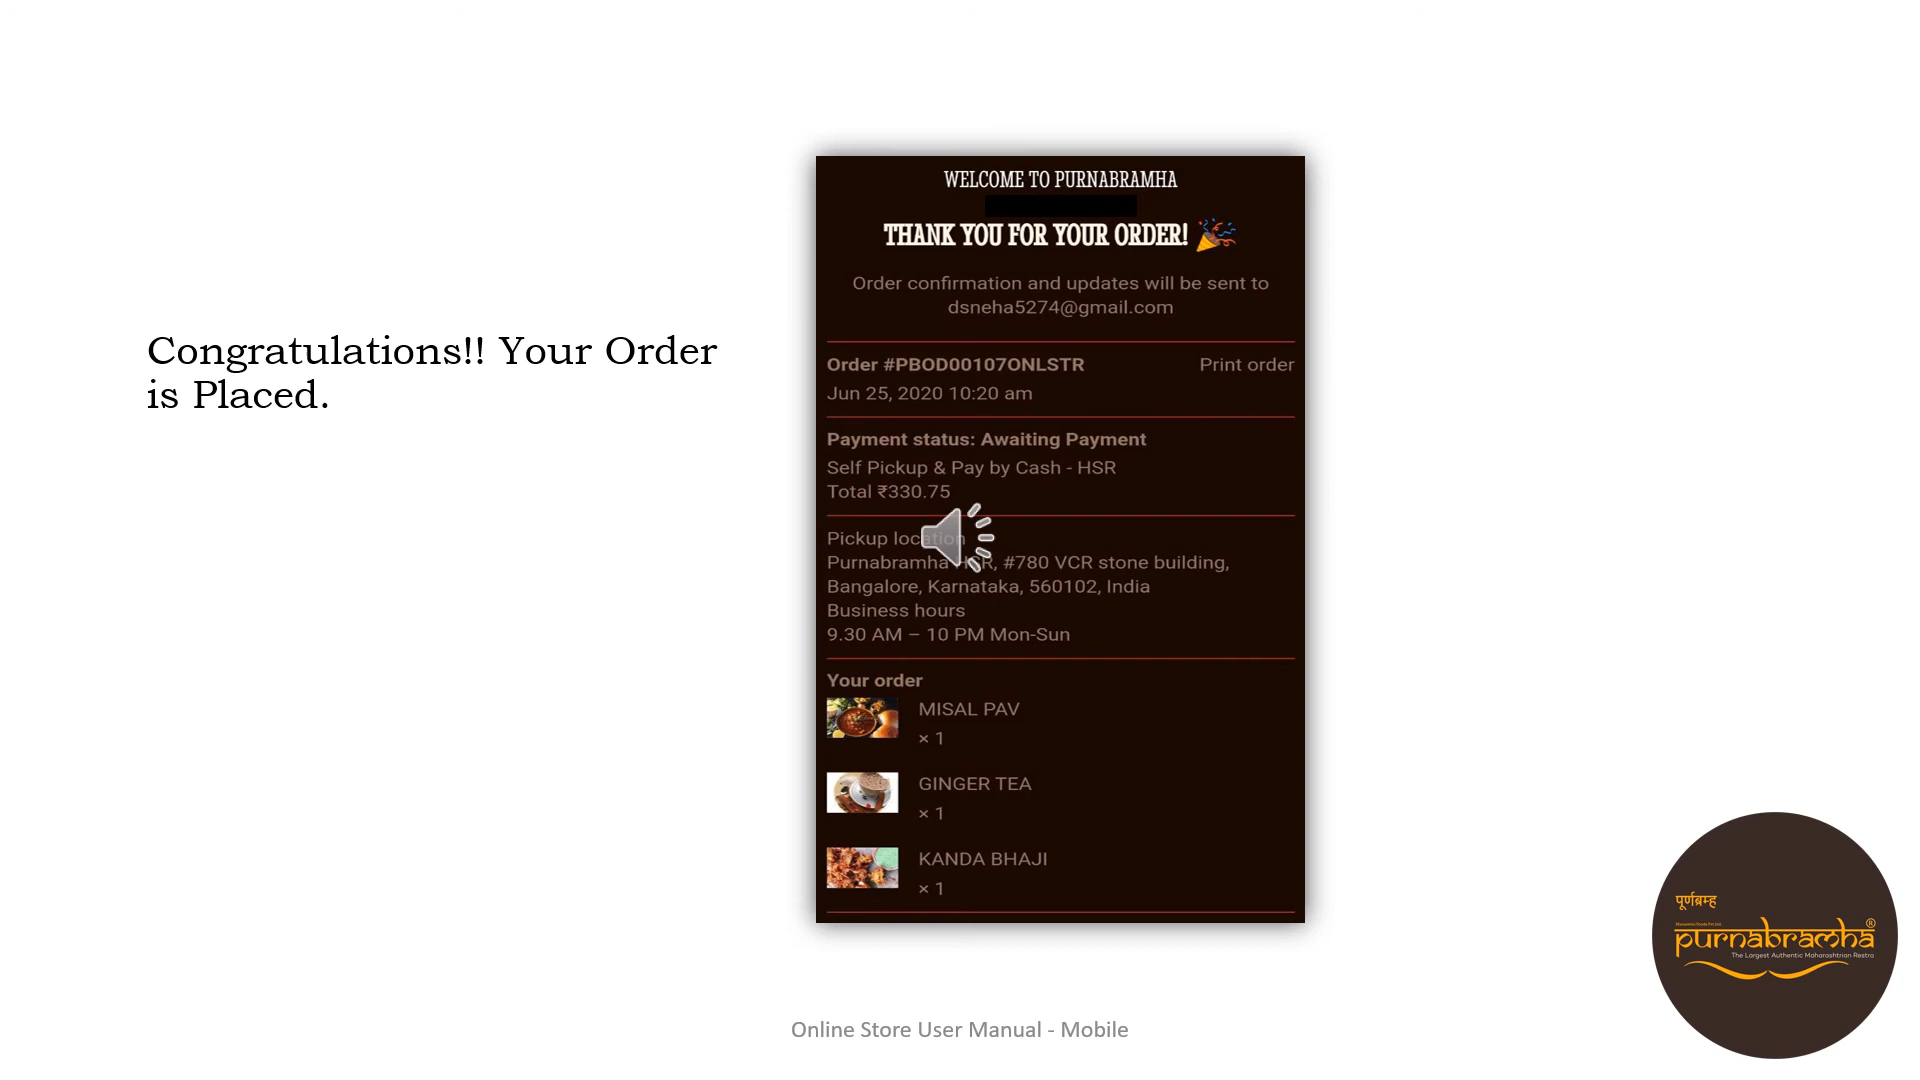 Congratulations!! Your Order
is Placed.
WELCOME TO PURNABRAMHA
THANK YOU FOR YOUR ORDER! 🎉
Order confirmation and updates will be sent to
dsneha5274@gmail.com
Order #PBOD00107ONLSTR Print order
Jun 25, 2020 10:20 am
Payment status: Awaiting Payment
Self Pickup & Pay by Cash - HSR
Total ₹330.75
Pickup location
Purnabramha HSR, #780 VCR stone building,
Bangalore, Karnataka, 560102, India
Business hours
9.30 AM – 10 PM Mon-Sun
Your order
MISAL PAV
× 1
GINGER TEA
× 1
KANDA BHAJI
× 1
पूर्णब्रम्ह
purnabramha®
The Largest Authentic Maharashtrian Restra
Online Store User Manual - Mobile